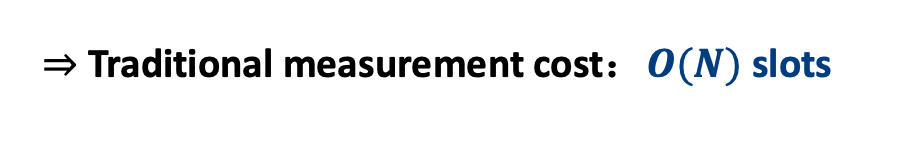 ⇒ Traditional measurement cost： O(N) slots